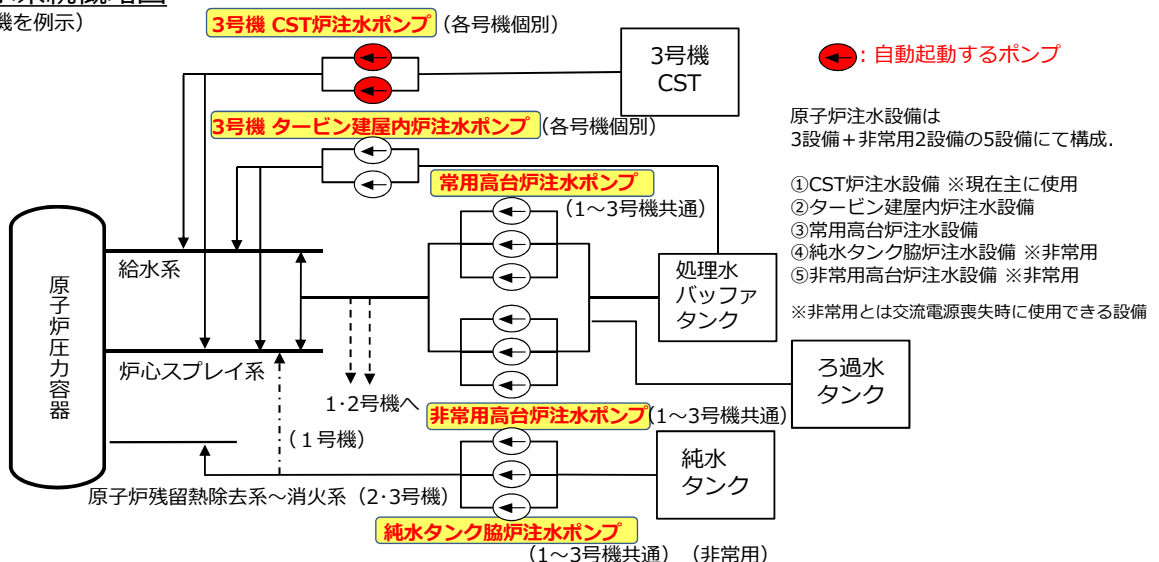 機を例示）
3号機 CST炉注水ポンプ（各号機個別）
3号機
CST
：自動起動するポンプ
原子炉注水設備は
3設備＋非常用2設備の5設備にて構成.
①CST炉注水設備 ※現在主に使用
②タービン建屋内炉注水設備
③常用高台炉注水設備
④純水タンク脇炉注水設備 ※非常用
⑤非常用高台炉注水設備 ※非常用
※非常用とは交流電源喪失時に使用できる設備
3号機 タービン建屋内炉注水ポンプ（各号機個別）
常用高台炉注水ポンプ
（1～3号機共通）
原子炉圧力容器
給水系
処理水
バッファ
タンク
炉心スプレイ系
ろ過水
タンク
1･2号機へ
非常用高台炉注水ポンプ（1～3号機共通）
（１号機）
純水
タンク
原子炉残留熱除去系～消火系（2･3号機）
純水タンク脇炉注水ポンプ
（1～3号機共通）（非常用）